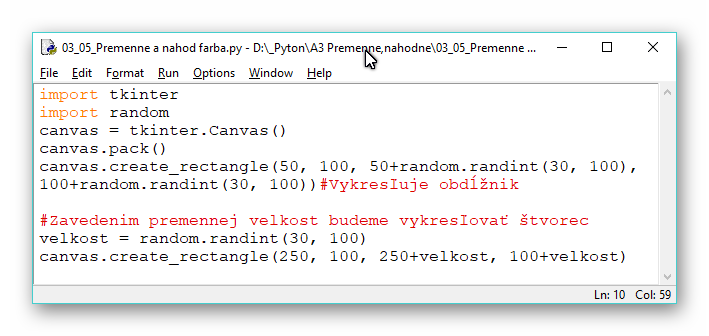 03_05_Premenne a nahod farba.py - D:\_Pyton\A3 Premenne,nahodne\03_05_Premenne ...
File Edit Format Run Options Window Help
import tkinter
import random
canvas = tkinter.Canvas()
canvas.pack()
canvas.create_rectangle(50, 100, 50+random.randint(30, 100),
100+random.randint(30, 100))#VykresIuje obdĺžnik
#Zavedenim premennej velkost budeme vykresIovať štvorec
velkost = random.randint(30, 100)
canvas.create_rectangle(250, 100, 250+velkost, 100+velkost)
Ln: 10 Col: 59